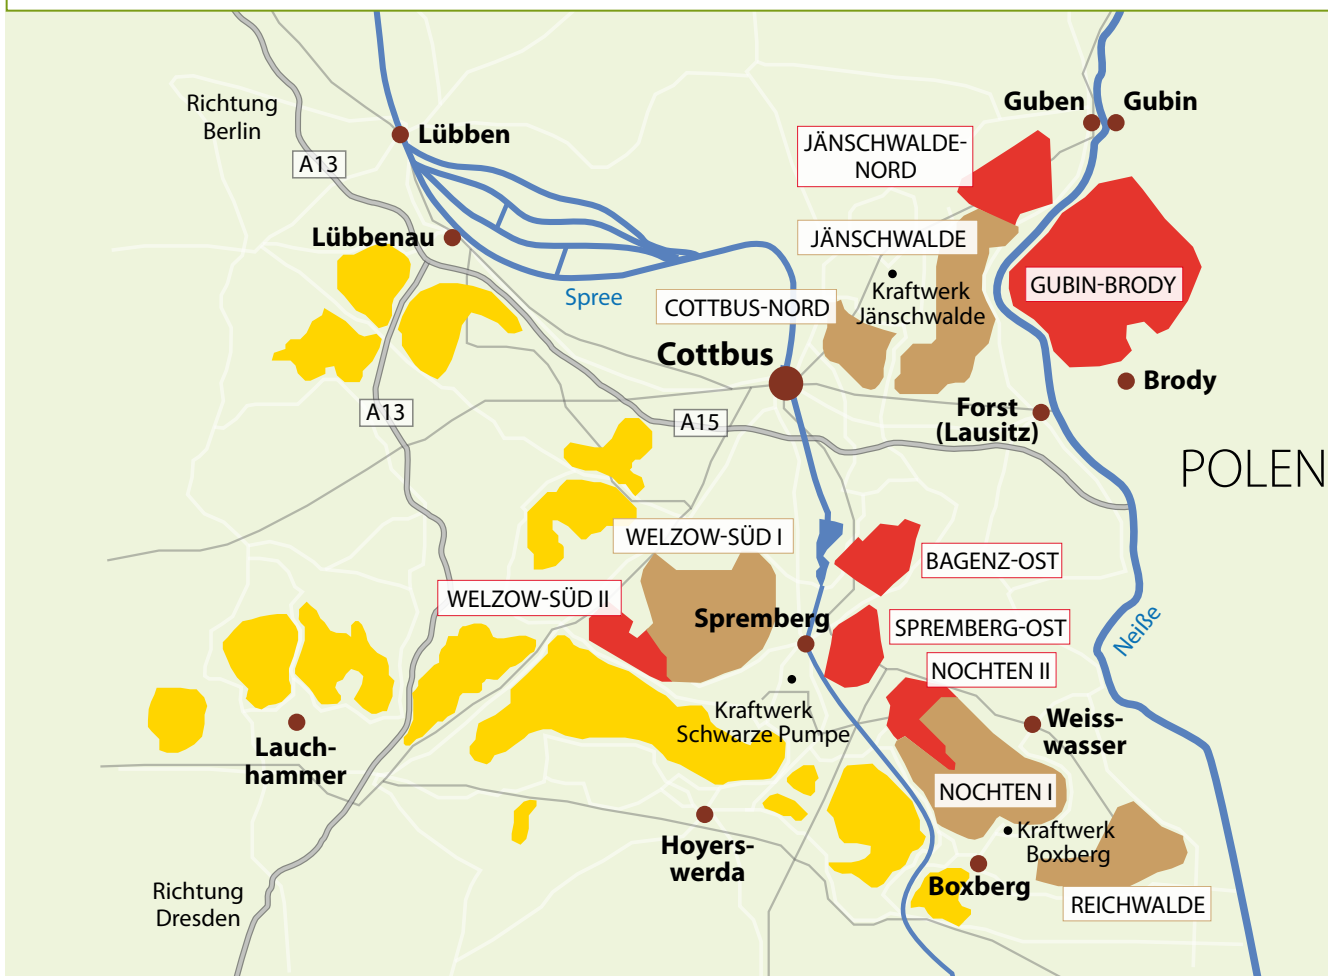 Richtung
Berlin
A13
Lübben
Guben
Gubin
JÄNSCHWALDE-
NORD
Lübbenau
JÄNSCHWALDE
Spree
COTTBUS-NORD
Kraftwerk
Jänschwalde
GUBIN-BRODY
Cottbus
Brody
A13
A15
Forst
(Lausitz)
POLEN
WELZOW-SÜD I
BAGENZ-OST
WELZOW-SÜD II
Spremberg
SPREMBERG-OST
Neiße
NOCHTEN II
Kraftwerk
Schwarze Pumpe
Weiss-
wasser
Lauch-
hammer
NOCHTEN I
Kraftwerk
Boxberg
Hoyers-
werda
Boxberg
Richtung
Dresden
REICHWALDE